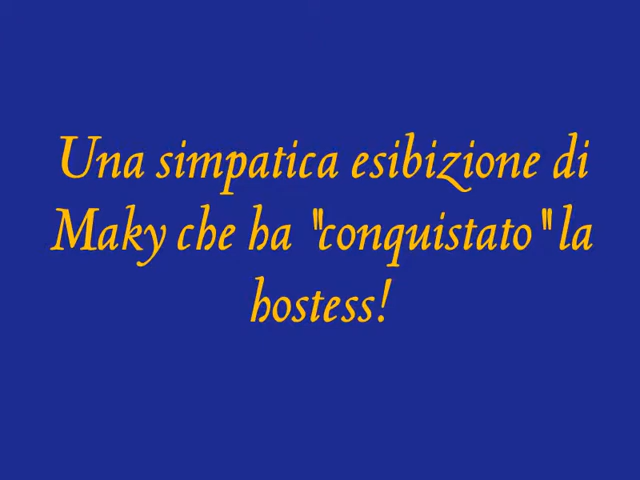 Una simpatica esibizione di
Maky che ha "conquistato" la
hostess!